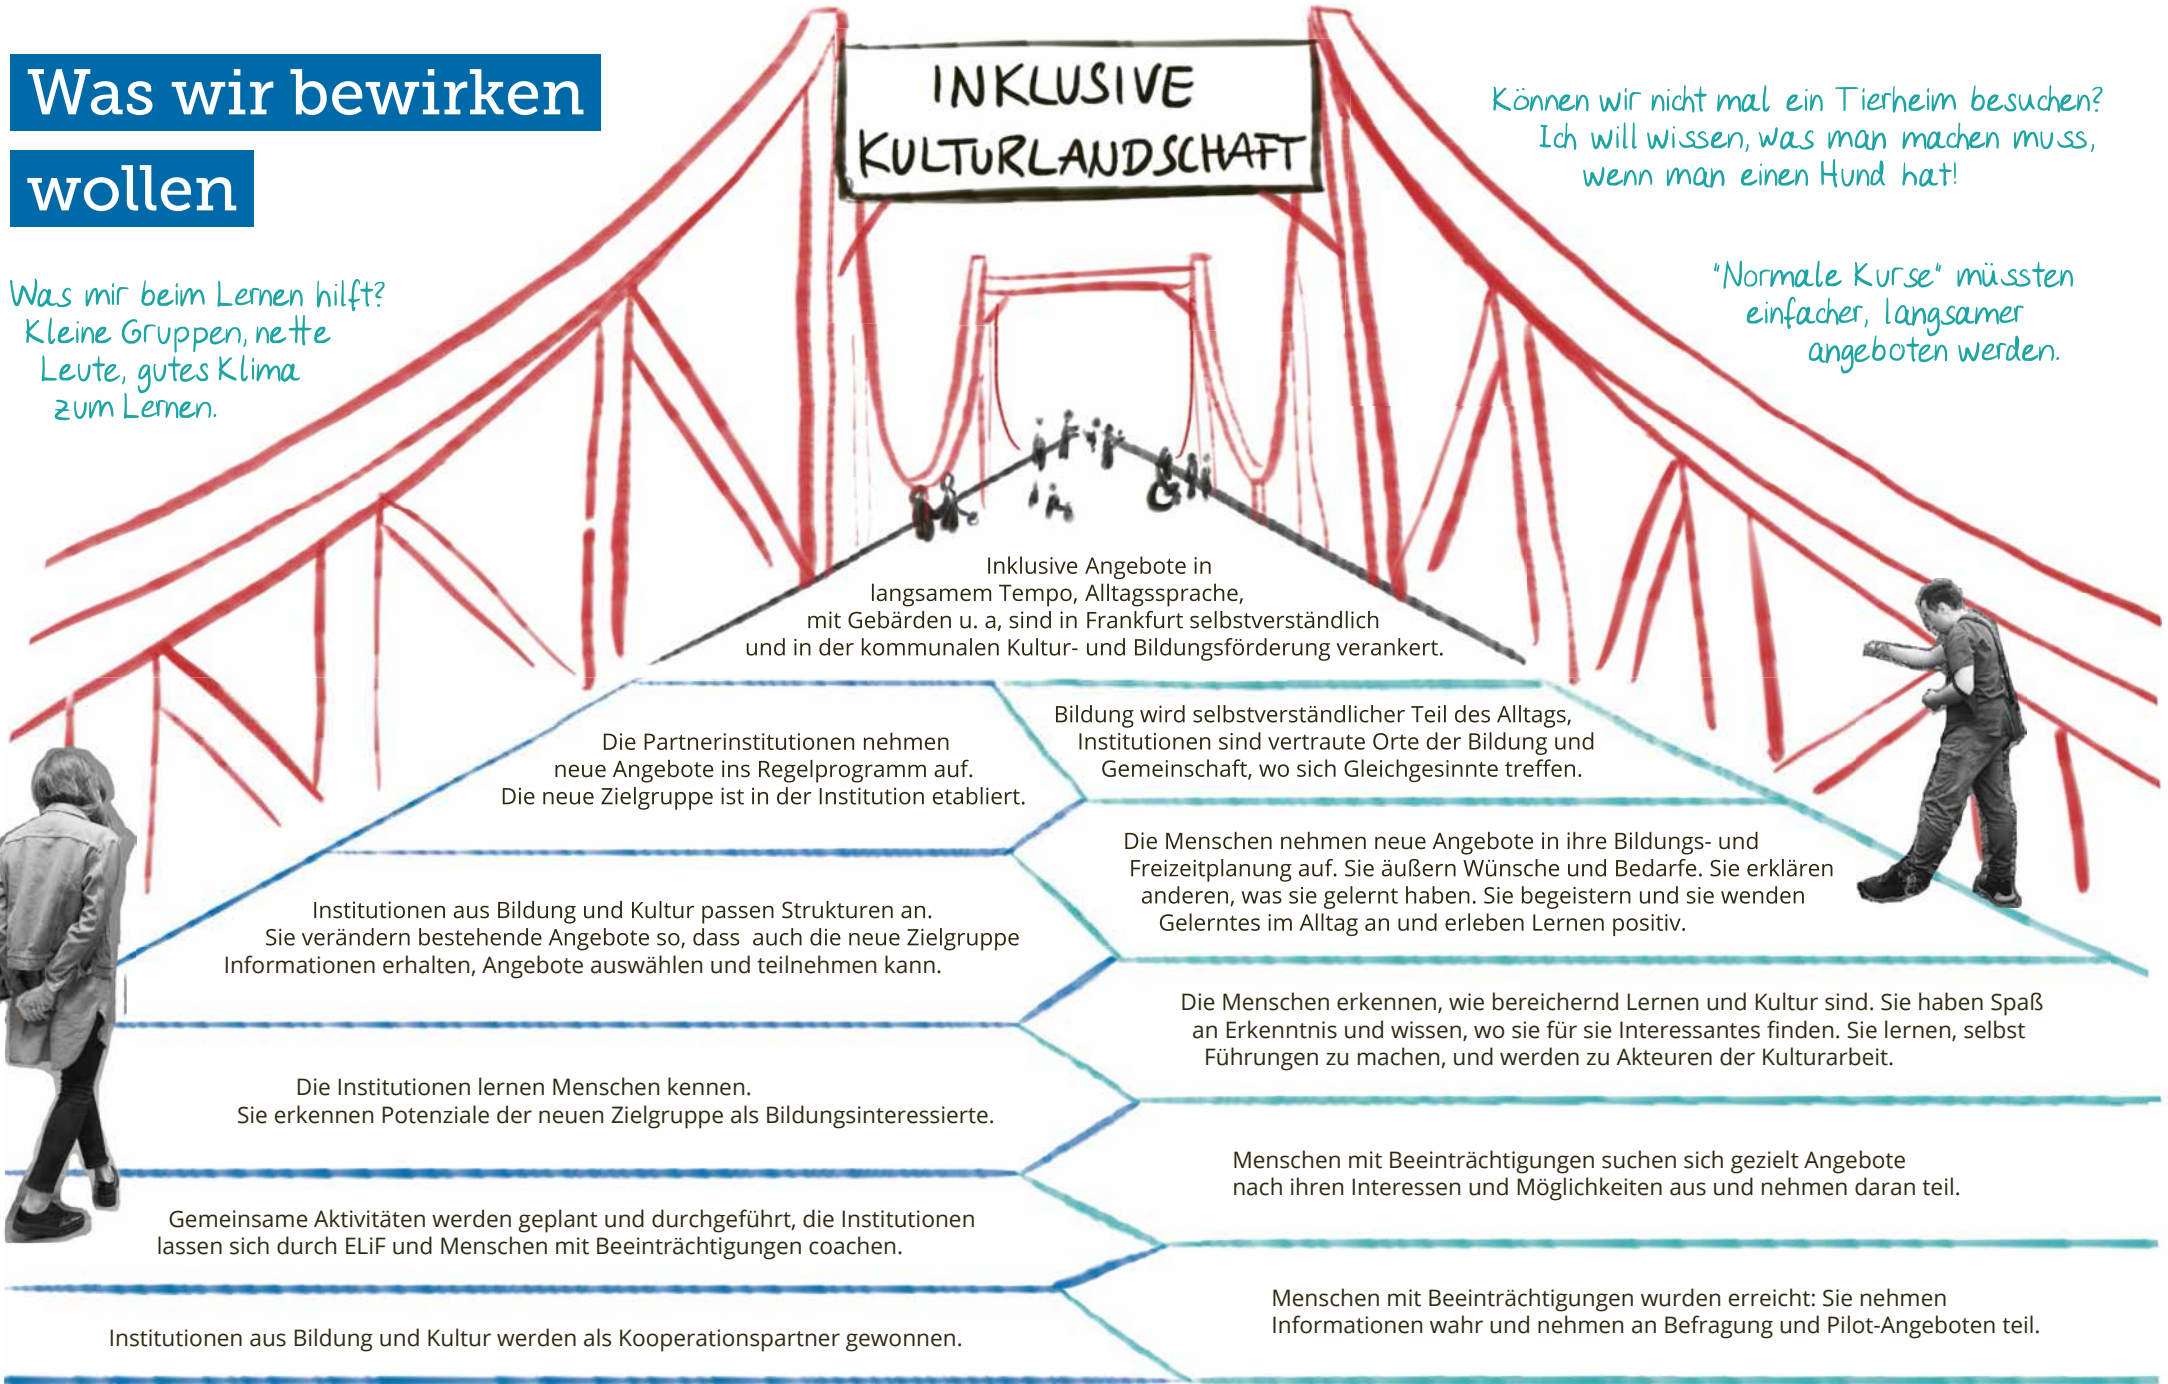 Was wir bewirken
wollen
INKLUSIVE
KULTURLANDSCHAFT
Können wir nicht mal ein Tierheim besuchen?
Ich will wissen, was man machen muss,
wenn man einen Hund hat!
"Normale Kurse" müssten
einfacher, langsamer
angeboten werden.
Was mir beim Lernen hilft?
Kleine Gruppen, nette
Leute, gutes Klima
zum Lernen.
Inklusive Angebote in
langsamem Tempo, Alltagssprache,
mit Gebärden u. a, sind in Frankfurt selbstverständlich
und in der kommunalen Kultur- und Bildungsförderung verankert.
Die Partnerinstitutionen nehmen
neue Angebote ins Regelprogramm auf.
Die neue Zielgruppe ist in der Institution etabliert.
Bildung wird selbstverständlicher Teil des Alltags,
Institutionen sind vertraute Orte der Bildung und
Gemeinschaft, wo sich Gleichgesinnte treffen.
Institutionen aus Bildung und Kultur passen Strukturen an.
Sie verändern bestehende Angebote so, dass auch die neue Zielgruppe
Informationen erhalten, Angebote auswählen und teilnehmen kann.
Die Menschen nehmen neue Angebote in ihre Bildungs- und
Freizeitplanung auf. Sie äußern Wünsche und Bedarfe. Sie erklären
anderen, was sie gelernt haben. Sie begeistern und sie wenden
Gelerntes im Alltag an und erleben Lernen positiv.
Die Institutionen lernen Menschen kennen.
Sie erkennen Potenziale der neuen Zielgruppe als Bildungsinteressierte.
Die Menschen erkennen, wie bereichernd Lernen und Kultur sind. Sie haben Spaß
an Erkenntnis und wissen, wo sie für sie Interessantes finden. Sie lernen, selbst
Führungen zu machen, und werden zu Akteuren der Kulturarbeit.
Gemeinsame Aktivitäten werden geplant und durchgeführt, die Institutionen
lassen sich durch ELiF und Menschen mit Beeinträchtigungen coachen.
Menschen mit Beeinträchtigungen suchen sich gezielt Angebote
nach ihren Interessen und Möglichkeiten aus und nehmen daran teil.
Institutionen aus Bildung und Kultur werden als Kooperationspartner gewonnen.
Menschen mit Beeinträchtigungen wurden erreicht: Sie nehmen
Informationen wahr und nehmen an Befragung und Pilot-Angeboten teil.